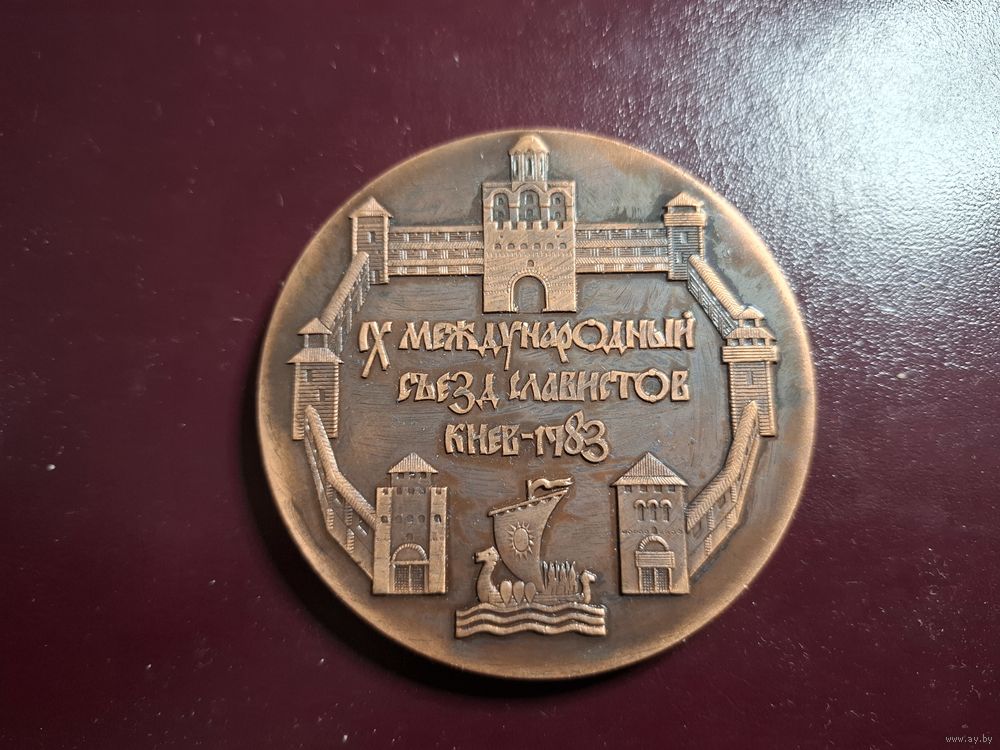 IX МЕЖДУНАРОДНЫЙ
СЪЕЗД СЛАВИСТОВ
КИЕВ-1983
www.ay.by